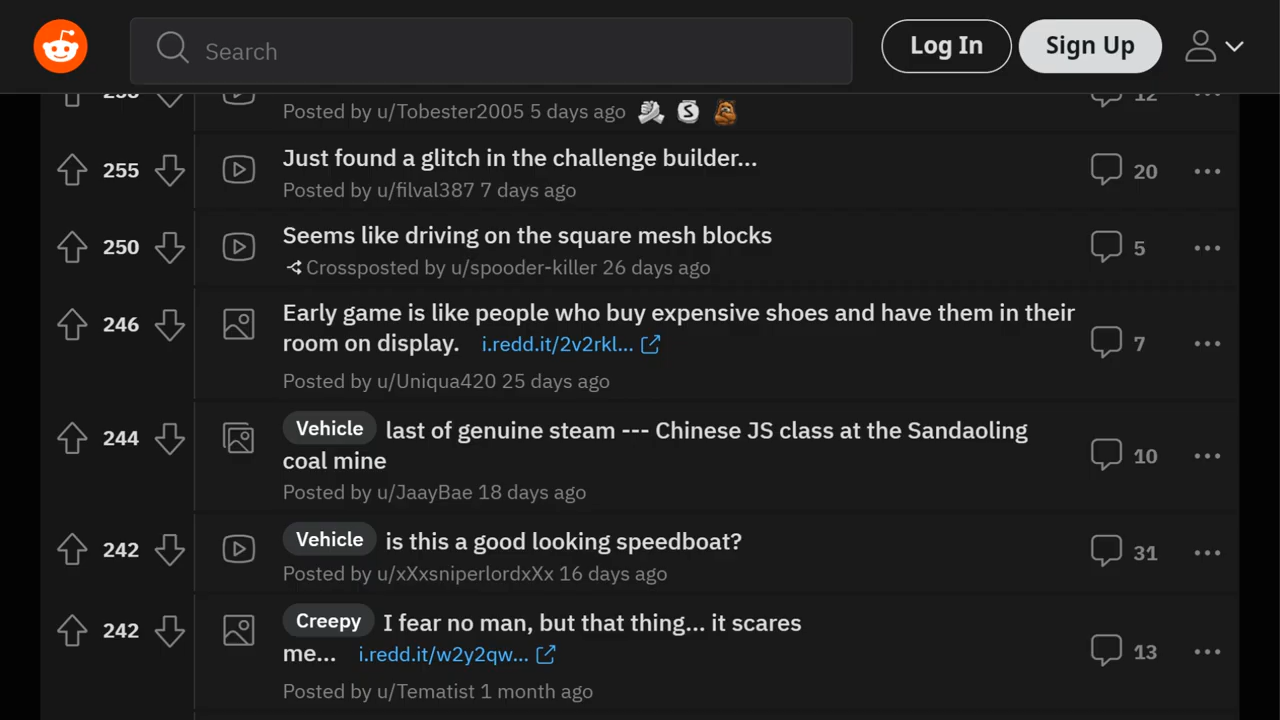 Search
Log In
Sign Up
Posted by u/Tobester2005 5 days ago
12
255
Just found a glitch in the challenge builder...
Posted by u/filval387 7 days ago
20
250
Seems like driving on the square mesh blocks
Crossposted by u/spooder-killer 26 days ago
5
246
Early game is like people who buy expensive shoes and have them in their
room on display. i.redd.it/2v2rkl...
Posted by u/Uniqua420 25 days ago
7
244
Vehicle last of genuine steam --- Chinese JS class at the Sandaoling
coal mine
Posted by u/JaayBae 18 days ago
10
242
Vehicle is this a good looking speedboat?
Posted by u/xXxsniperlordxXx 16 days ago
31
242
Creepy I fear no man, but that thing... it scares
me... i.redd.it/w2y2qw...
Posted by u/Tematist 1 month ago
13